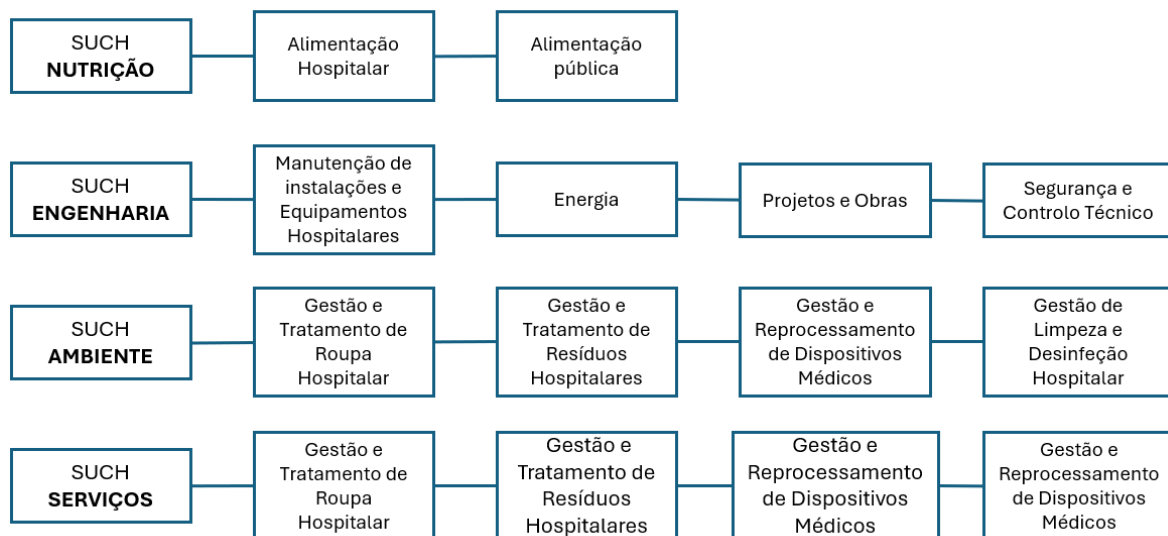 SUCH
NUTRIÇÃO
Alimentação
Hospitalar
Alimentação
pública
SUCH
ENGENHARIA
Manutenção de
instalações e
Equipamentos
Hospitalares
Energia
Projetos e Obras
Segurança e
Controlo Técnico
SUCH
AMBIENTE
Gestão e
Tratamento de
Roupa
Hospitalar
Gestão e
Tratamento de
Resíduos
Hospitalares
Gestão e
Reprocessamento
de Dispositivos
Médicos
Gestão de
Limpeza e
Desinfeção
Hospitalar
SUCH
SERVIÇOS
Gestão e
Tratamento de
Roupa
Hospitalar
Gestão e
Tratamento de
Resíduos
Hospitalares
Gestão e
Reprocessamento
de Dispositivos
Médicos
Gestão e
Reprocessamento
de Dispositivos
Médicos